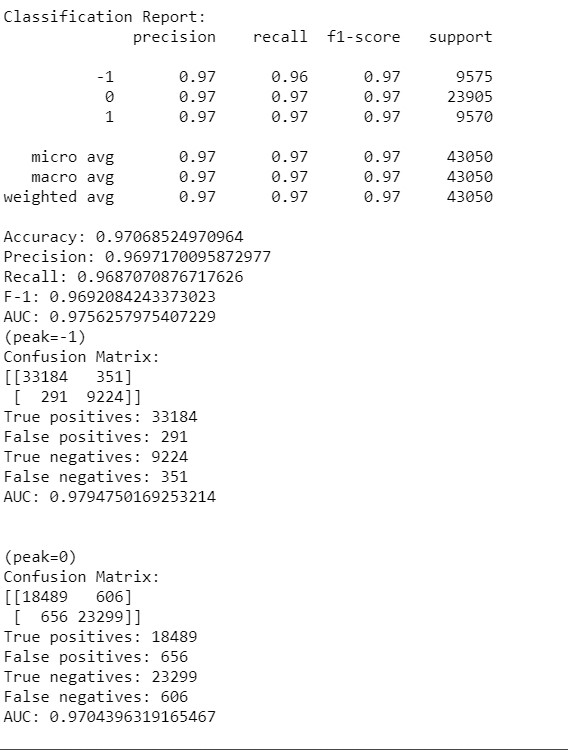 Classification Report:
precision recall f1-score support
-1 0.97 0.96 0.97 9575
0 0.97 0.97 0.97 23905
1 0.97 0.97 0.97 9570
micro avg 0.97 0.97 0.97 43050
macro avg 0.97 0.97 0.97 43050
weighted avg 0.97 0.97 0.97 43050
Accuracy: 0.97068524970964
Precision: 0.9697170095872977
Recall: 0.9687070876717626
F-1: 0.9692084243373023
AUC: 0.9756257975407229
(peak=-1)
Confusion Matrix:
[[33184 351]
[ 291 9224]]
True positives: 33184
False positives: 291
True negatives: 9224
False negatives: 351
AUC: 0.9794750169253214
(peak=0)
Confusion Matrix:
[[18489 606]
[ 656 23299]]
True positives: 18489
False positives: 656
True negatives: 23299
False negatives: 606
AUC: 0.9704396319165467